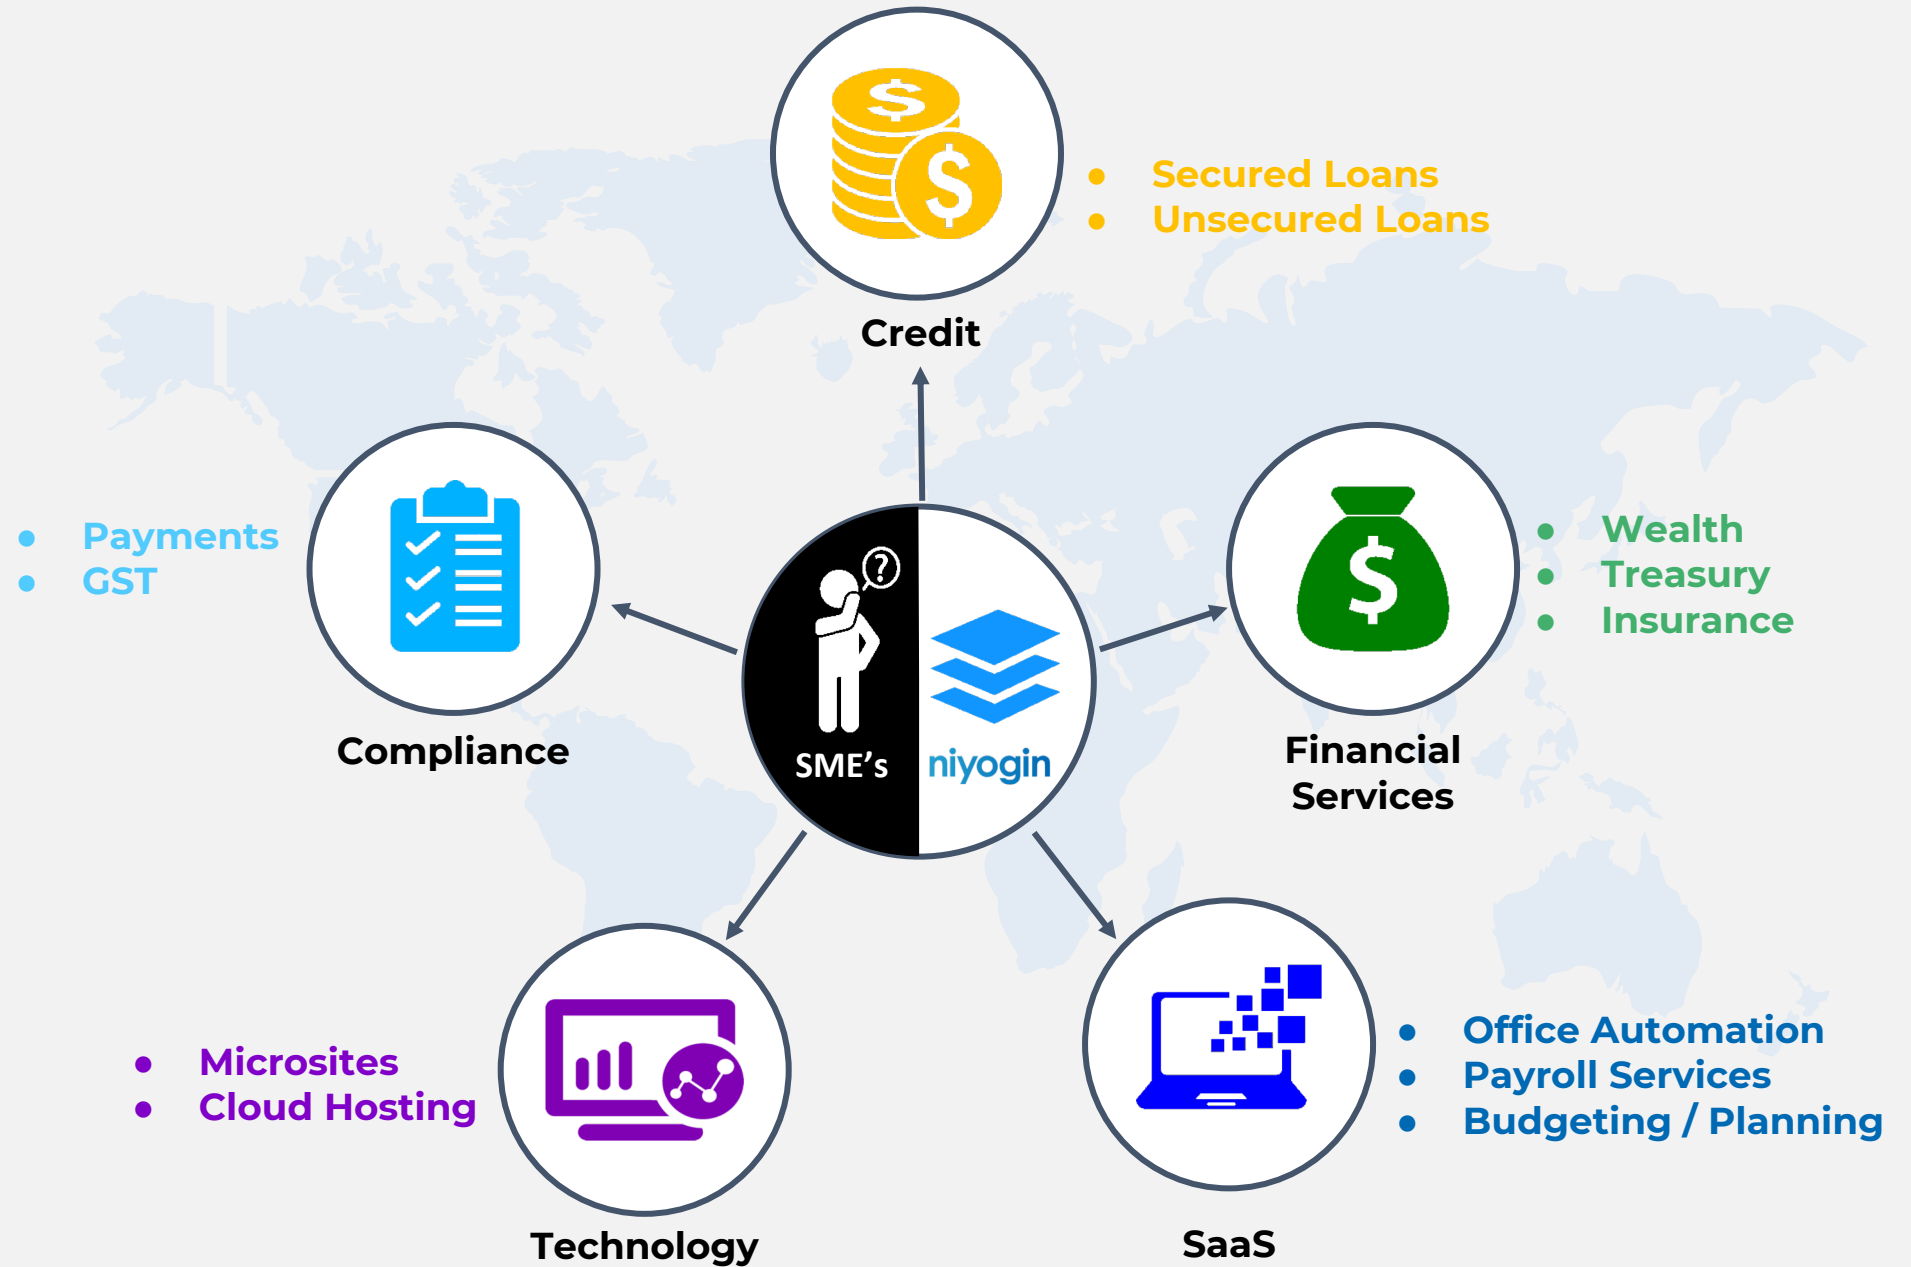 Secured Loans
Unsecured Loans
Credit
Payments
GST
Compliance
SME's
niyogin
Wealth
Treasury
Insurance
Financial
Services
Microsites
Cloud Hosting
Technology
Office Automation
Payroll Services
Budgeting / Planning
SaaS